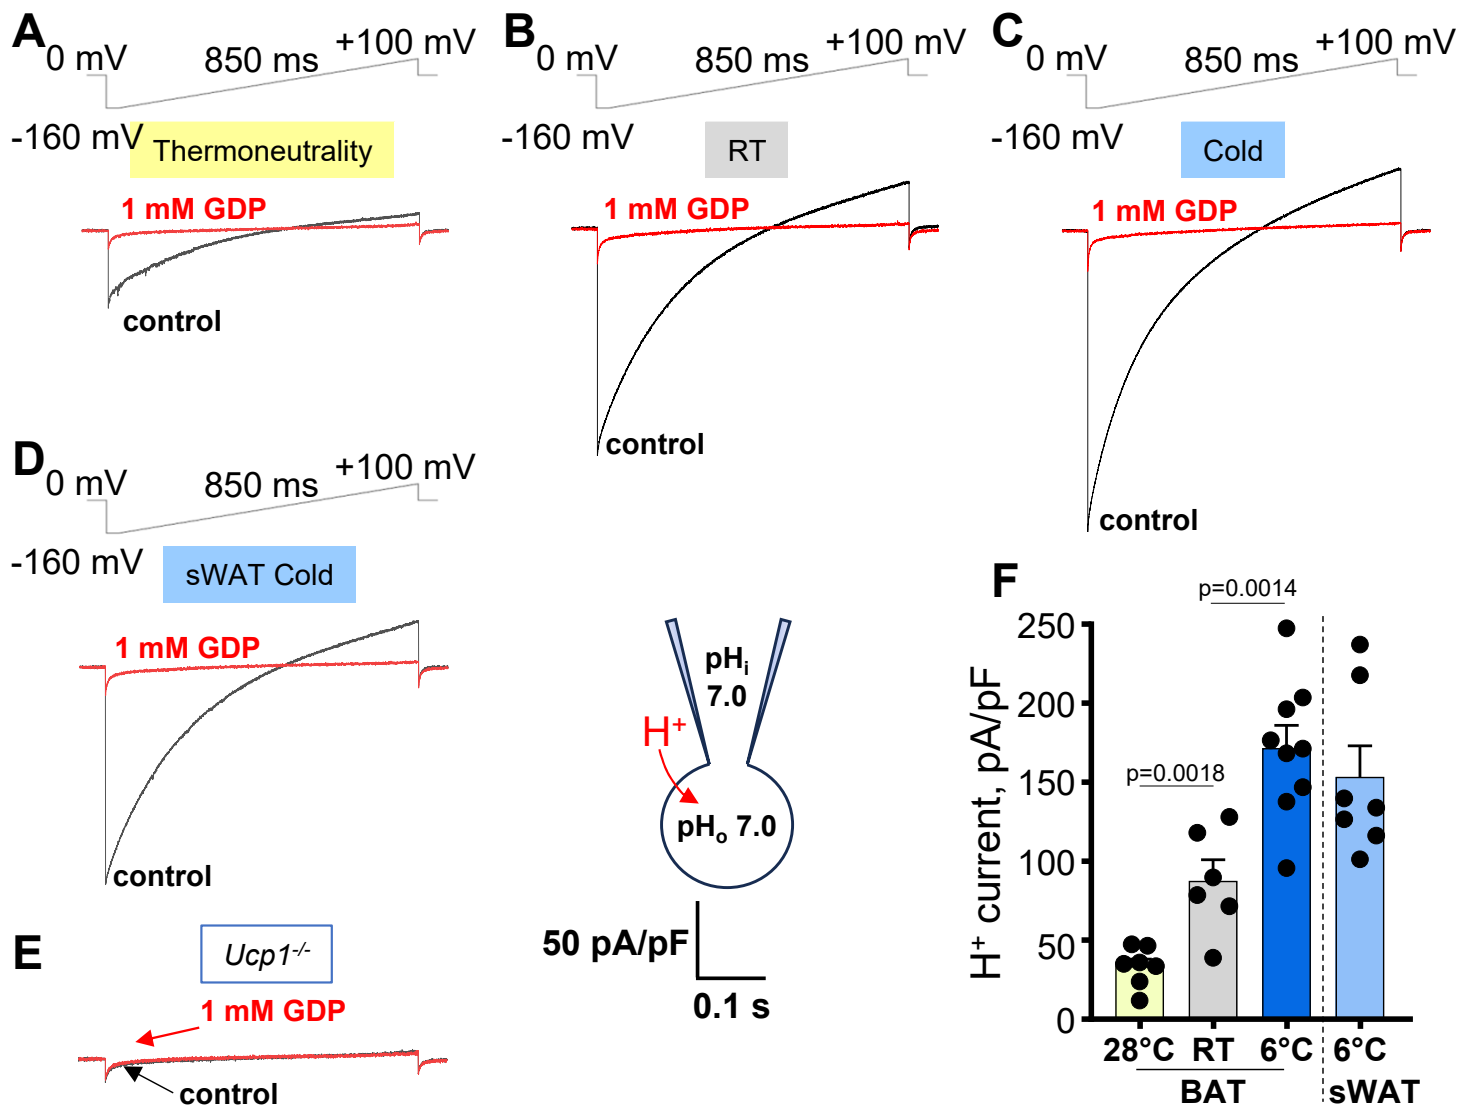 A
0 mV
850 ms
+100 mV
-160 mV
Thermoneutrality
1 mM GDP
control
B
0 mV
850 ms
+100 mV
-160 mV
RT
1 mM GDP
control
C
0 mV
850 ms
+100 mV
-160 mV
Cold
1 mM GDP
control
D
0 mV
850 ms
+100 mV
-160 mV
sWAT Cold
1 mM GDP
control
pHi
7.0
H+
pHo 7.0
50 pA/pF
0.1 s
E
Ucp1-/-
1 mM GDP
control
F
p=0.0014
p=0.0018
H+ current, pA/pF
250
200
150
100
50
0
28°C RT 6°C 6°C
BAT sWAT